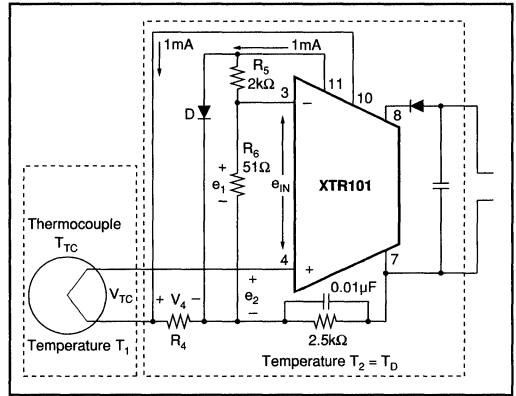 1mA
1mA
R5
2kΩ
11
10
3
−
8
D
+
e1
−
R6
51Ω
eIN
XTR101
Thermocouple
TTC
VTC
4
+
7
+ V4 −
R4
+
e2
−
0.01µF
2.5kΩ
Temperature T1
Temperature T2 = TD